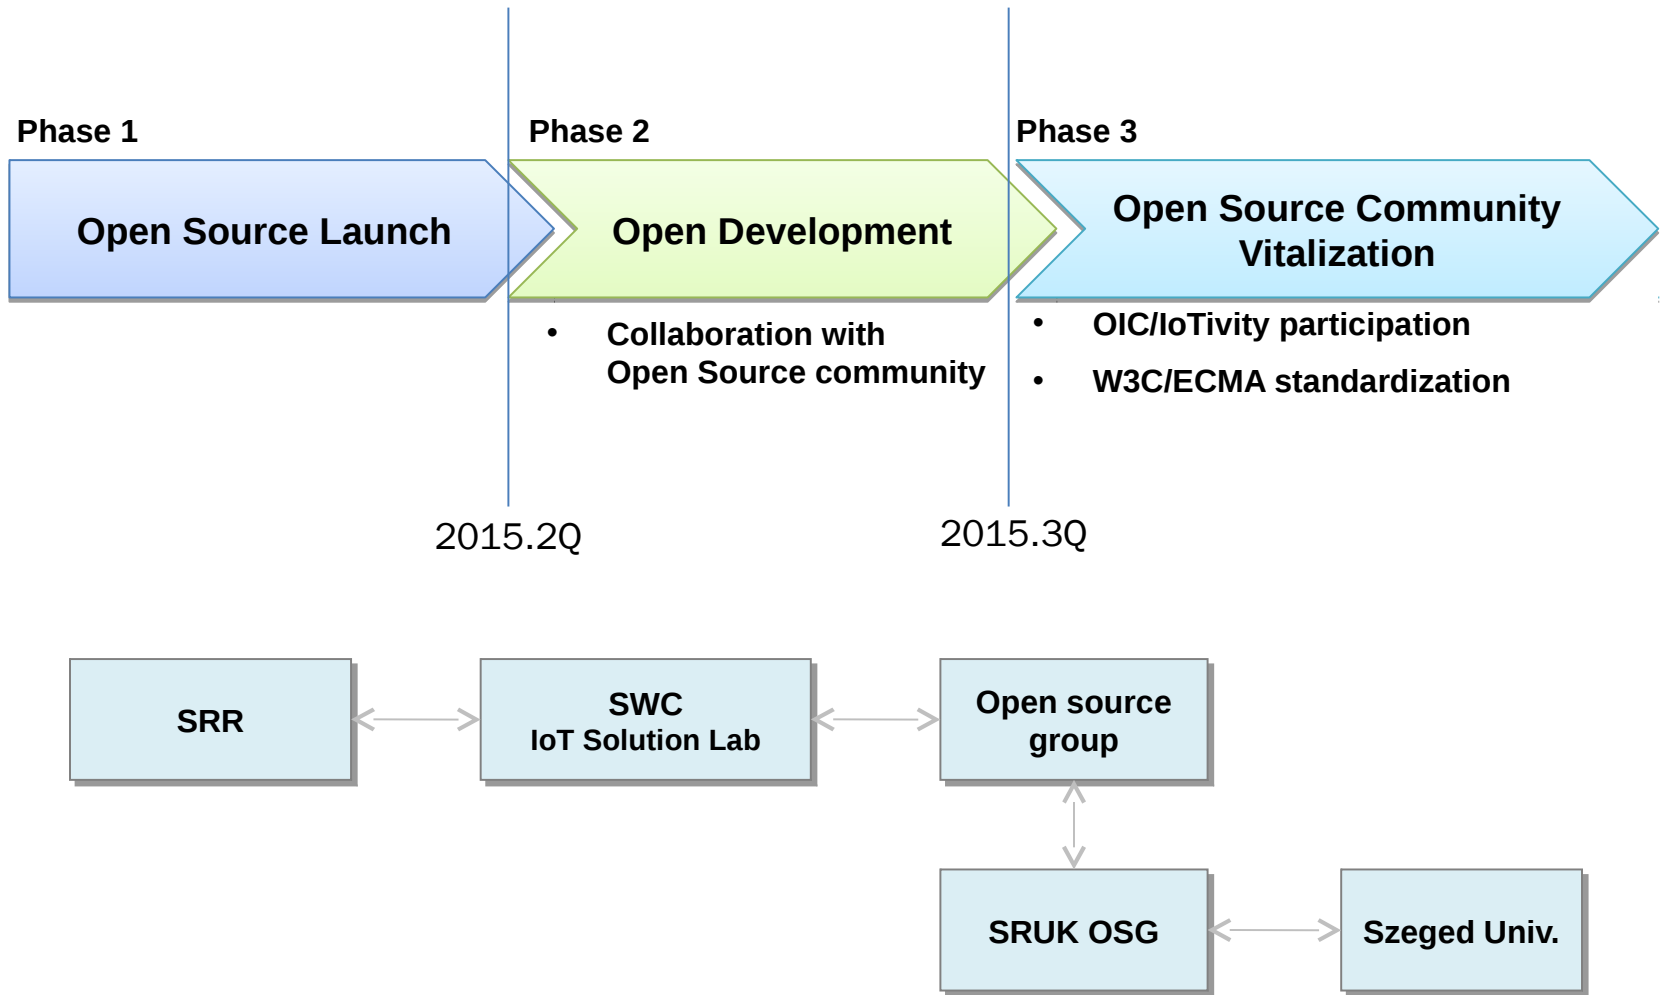 Phase 1
Phase 2
Phase 3
Open Source Launch
Open Development
Open Source Community
Vitalization
• Collaboration with
Open Source community
• OIC/IoTivity participation
• W3C/ECMA standardization
2015.2Q
2015.3Q
SRR
SWC
IoT Solution Lab
Open source
group
SRUK OSG
Szeged Univ.